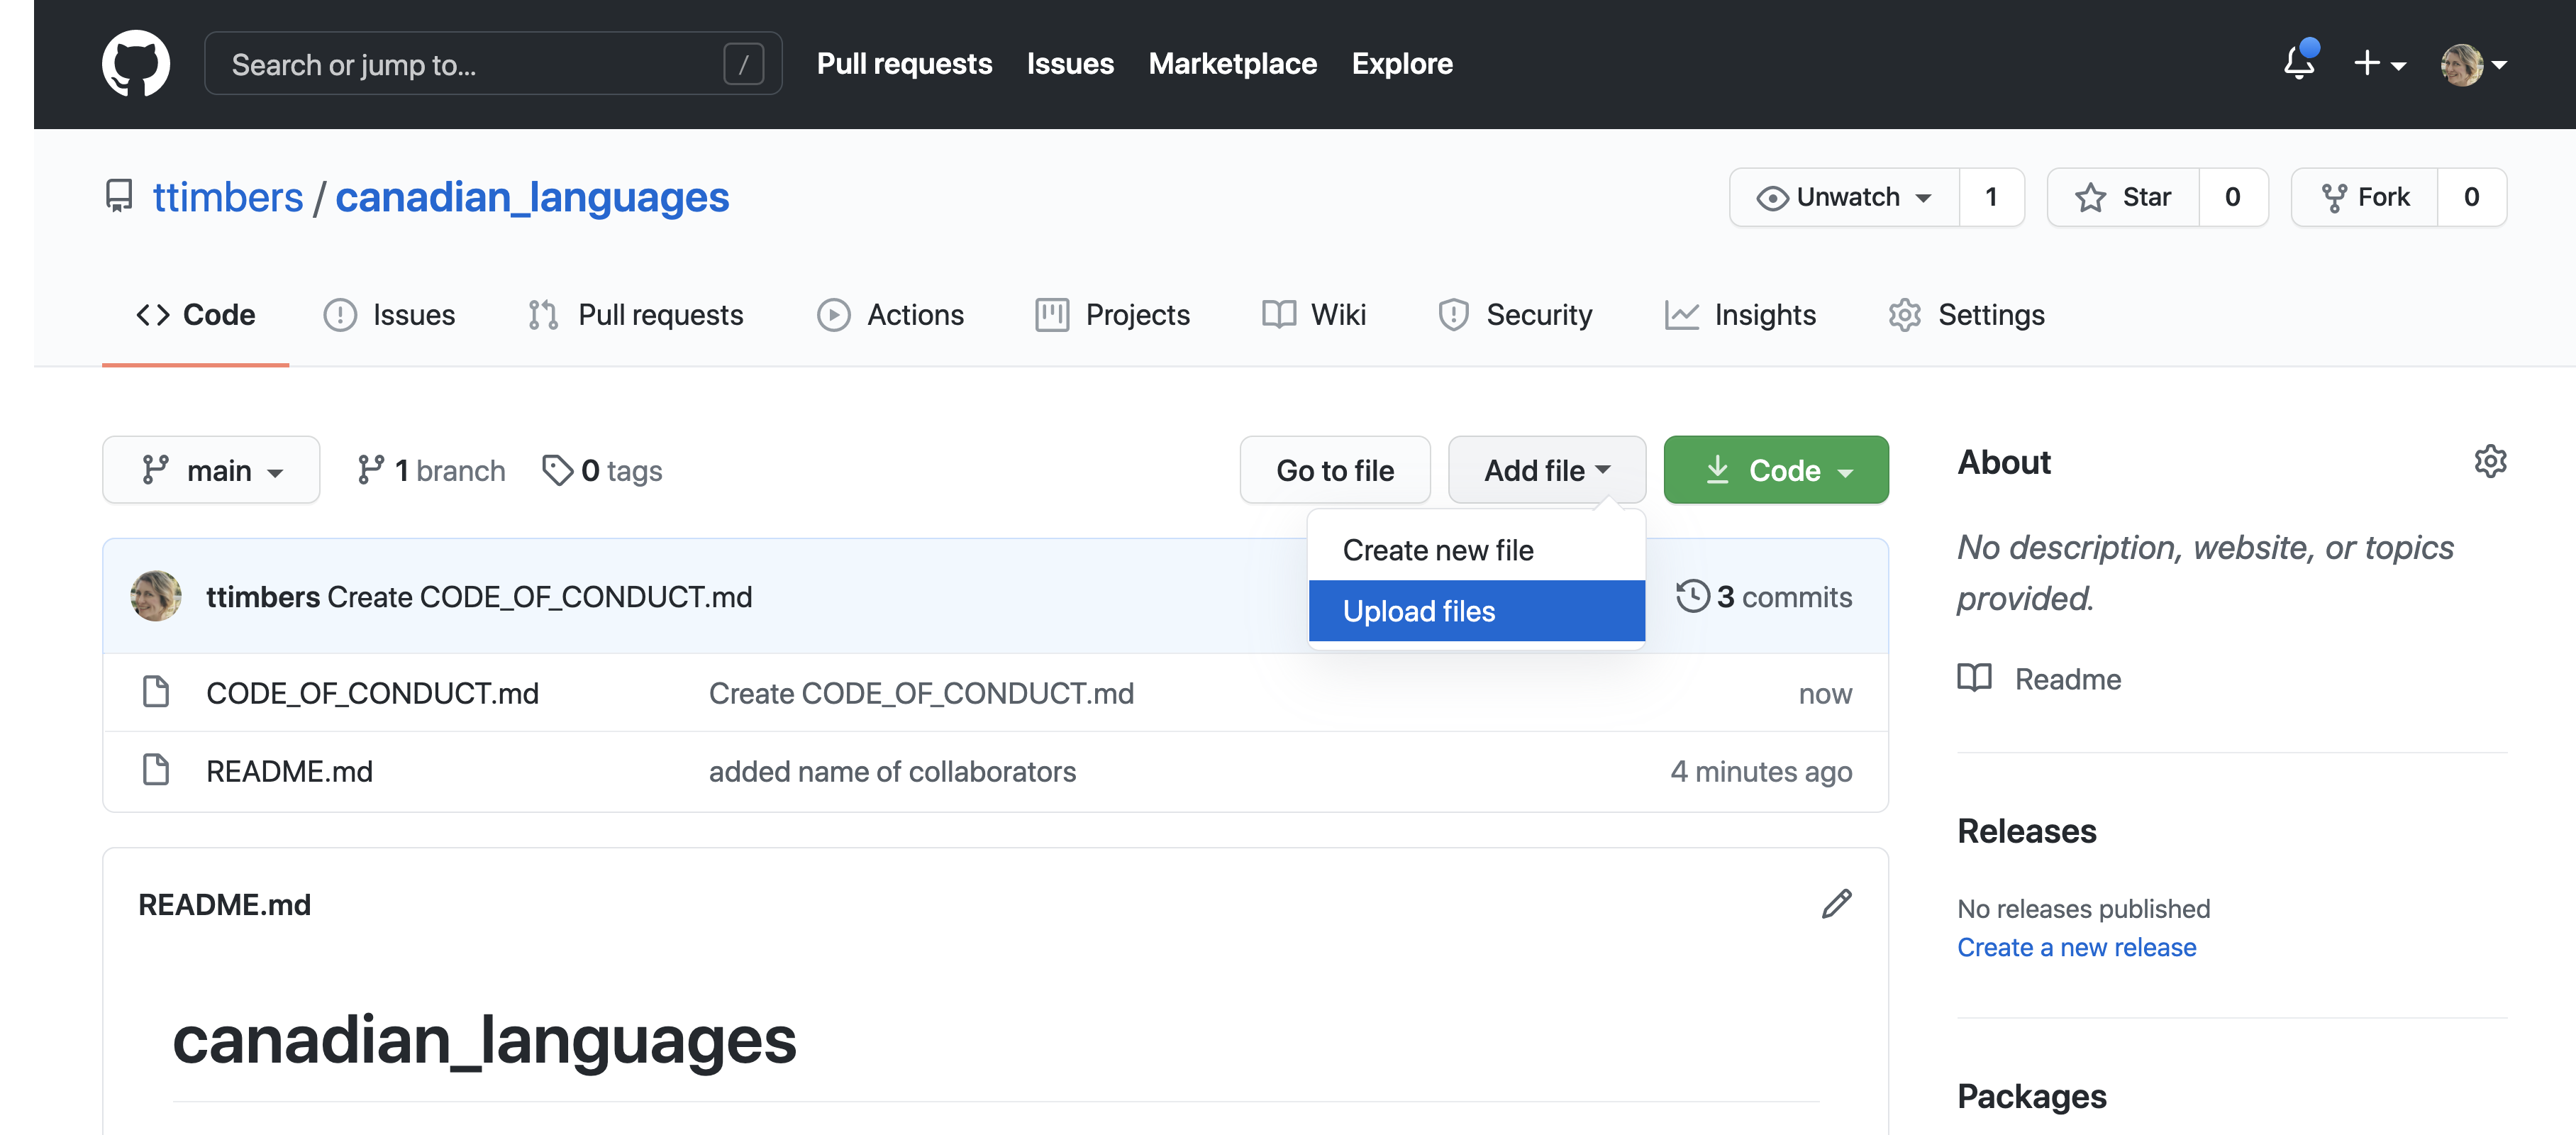 Search or jump to... / Pull requests Issues Marketplace Explore
ttimbers / canadian_languages Unwatch 1 Star 0 Fork 0
Code Issues Pull requests Actions Projects Wiki Security Insights Settings
main 1 branch 0 tags Go to file Add file Code
Create new file
Upload files
ttimbers Create CODE_OF_CONDUCT.md 3 commits
CODE_OF_CONDUCT.md Create CODE_OF_CONDUCT.md now
README.md added name of collaborators 4 minutes ago
README.md
canadian_languages
About
No description, website, or topics
provided.
Readme
Releases
No releases published
Create a new release
Packages